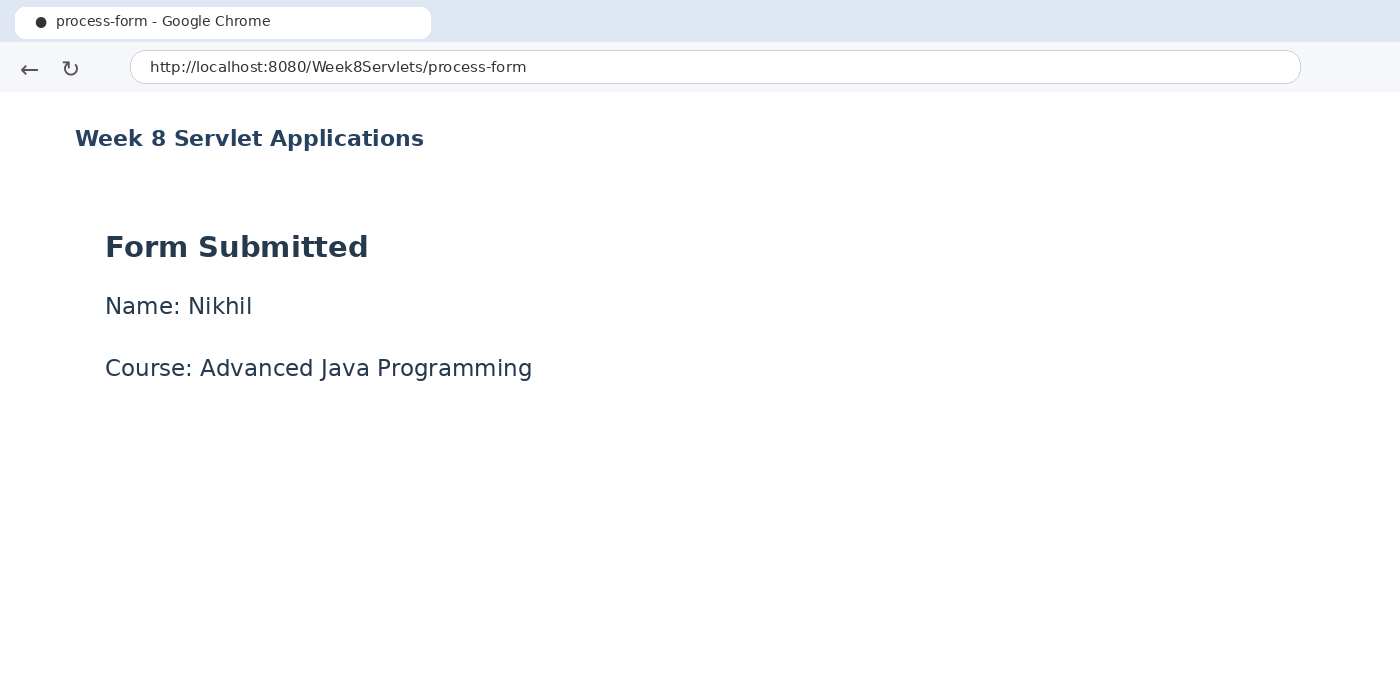 process-form - Google Chrome
http://localhost:8080/Week8Servlets/process-form
Week 8 Servlet Applications
Form Submitted
Name: Nikhil
Course: Advanced Java Programming